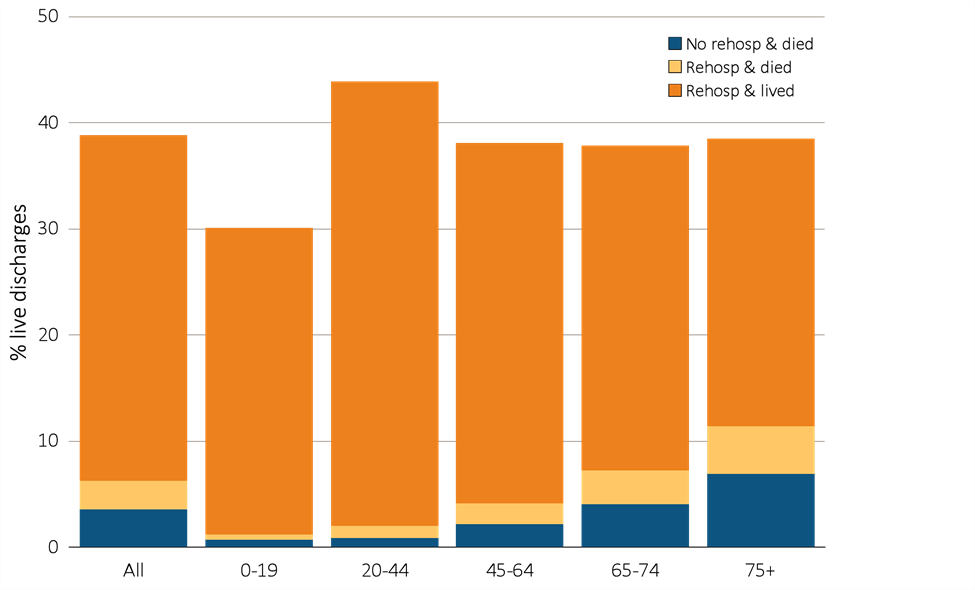 50
No rehosp & died
Rehosp & died
Rehosp & lived
40
30
20
10
0
% live discharges
All 0-19 20-44 45-64 65-74 75+